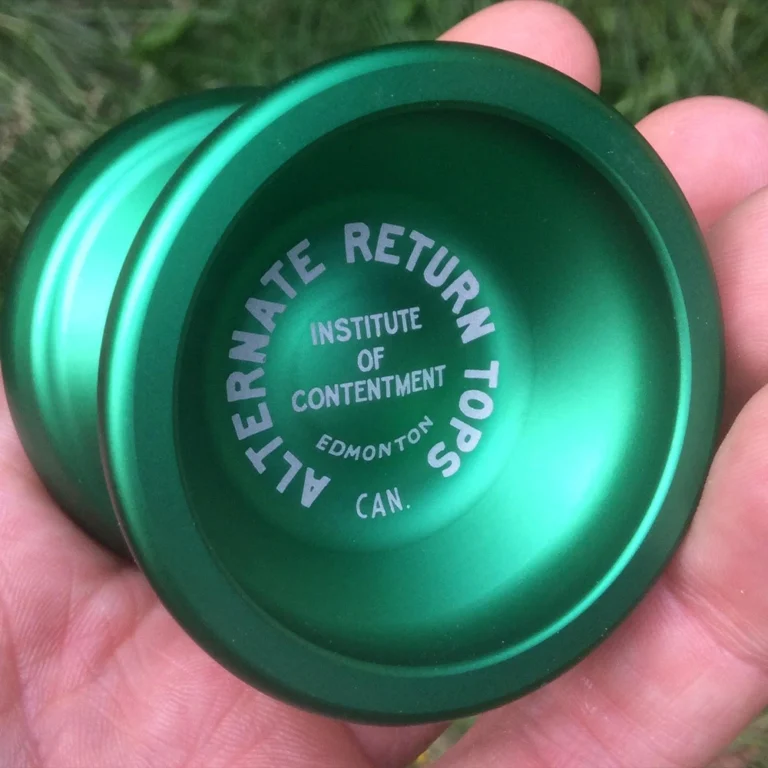 ALTERNATE RETURN TOPS
INSTITUTE
OF
CONTENTMENT
EDMONTON
CAN.